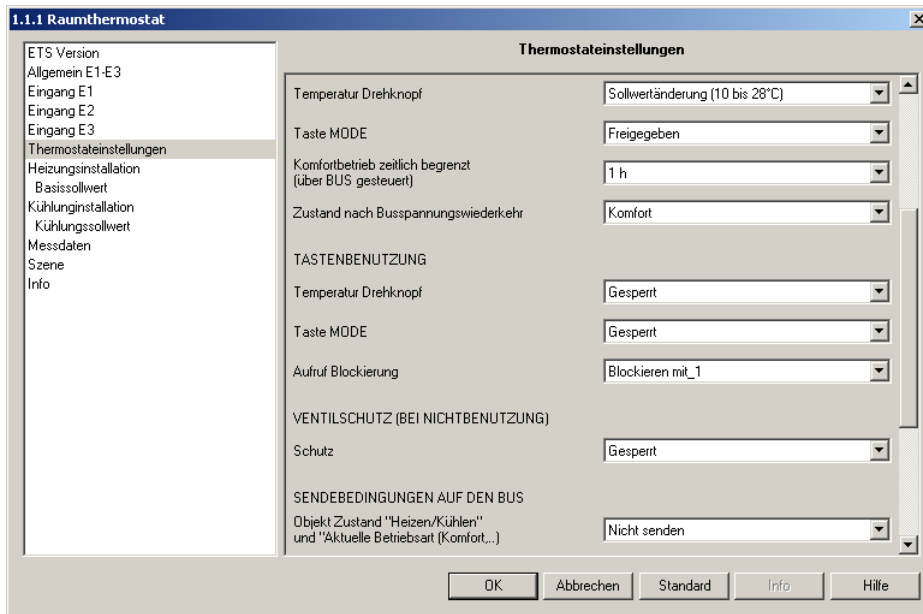 1.1.1 Raumthermostat
ETS Version
Allgemein E1-E3
Eingang E1
Eingang E2
Eingang E3
Thermostateinstellungen
Heizungsinstallation
Basissollwert
Kühlunginstallation
Kühlungssollwert
Messdaten
Szene
Info
Thermostateinstellungen
Temperatur Drehknopf
Sollwertänderung (10 bis 28°C)
Taste MODE
Freigegeben
Komfortbetrieb zeitlich begrenzt
(über BUS gesteuert)
1 h
Zustand nach Busspannungswiederkehr
Komfort
TASTENBENUTZUNG
Temperatur Drehknopf
Gesperrt
Taste MODE
Gesperrt
Aufruf Blockierung
Blockieren mit_1
VENTILSCHUTZ (BEI NICHTBENUTZUNG)
Schutz
Gesperrt
SENDEBEDINGUNGEN AUF DEN BUS
Objekt Zustand "Heizen/Kühlen"
und "Aktuelle Betriebsart (Komfort,..)
Nicht senden
OK
Abbrechen
Standard
Info
Hilfe